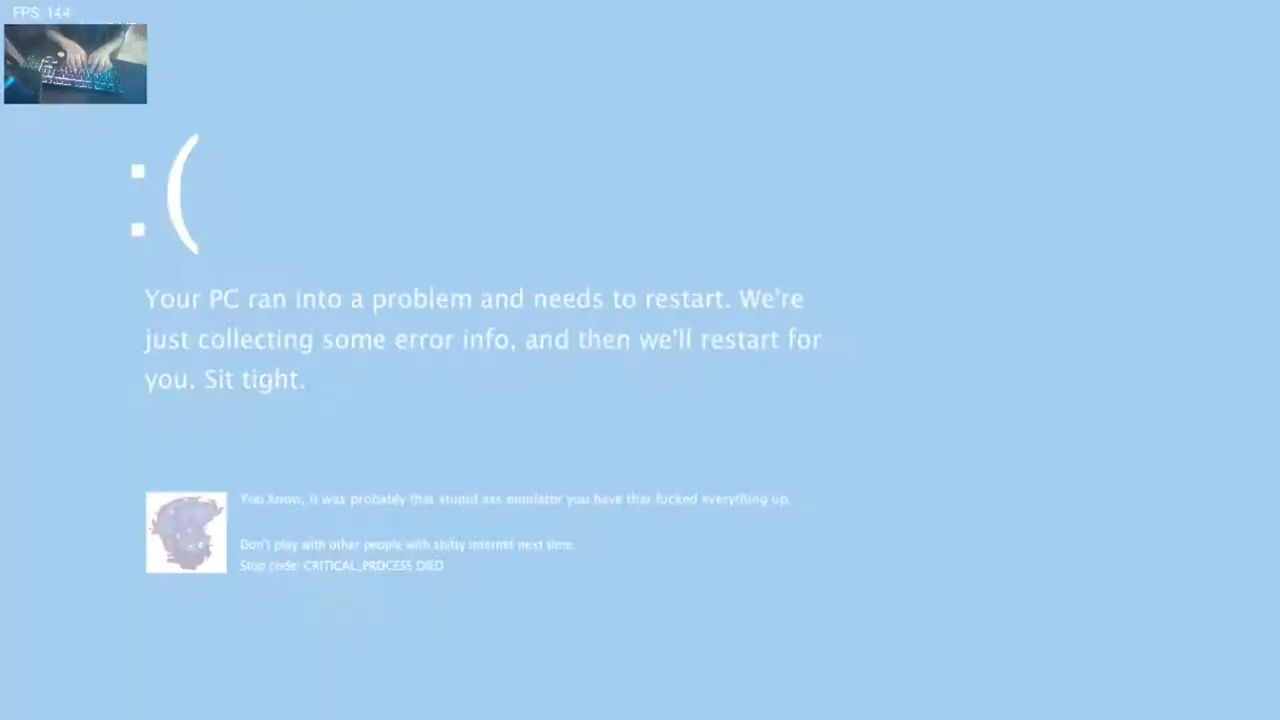 FPS: 144
:(
Your PC ran into a problem and needs to restart. We're
just collecting some error info, and then we'll restart for
you. Sit tight.
You know, it was probably that stupid ass emulator you have that fucked everything up.
Don't play with other people with shitty internet next time.
Stop code: CRITICAL_PROCESS DIED